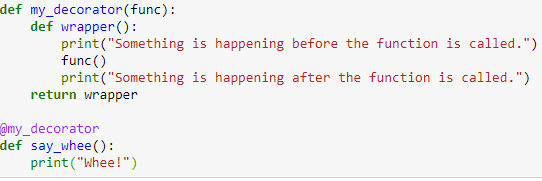 def my_decorator(func):
    def wrapper():
        print("Something is happening before the function is called.")
        func()
        print("Something is happening after the function is called.")
    return wrapper

@my_decorator
def say_whee():
    print("Whee!")